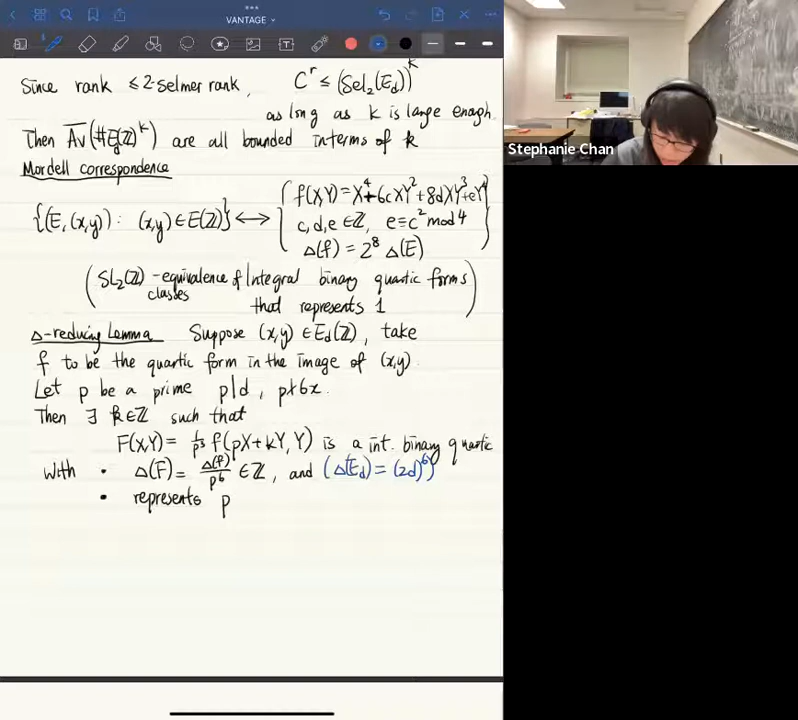 VANTAGE
Since rank ≤ 2-selmer rank, C^r ≤ (Sel₂(E_d))^k
as long as k is large enogh
Then Av(#E_d(ℤ)^k) are all bounded in terms of k
Mordell correspondence
{(E, (x,y)) : (x,y) ∈ E(ℤ)} ↔ { f(X,Y) = X⁴+6cX²Y²+8dXY³+eY⁴
c,d,e ∈ ℤ, e≡c² mod 4
Δ(f) = 2⁸ Δ(E) }
( SL₂(ℤ) -equivalence classes of Integral binary quartic forms
that represents 1 )
Δ-reducing Lemma Suppose (x,y) ∈ E_d(ℤ), take
f to be the quartic form in the image of (x,y).
Let p be a prime p|d, p∤6x.
Then ∃ k∈ℤ such that
F(X,Y) = 1/p³ f(pX+kY, Y) is a int. binary quartic
with • Δ(F) = Δ(f)/p⁶ ∈ ℤ, and (Δ(E_d) = (2d)⁶)
• represents p
Stephanie Chan